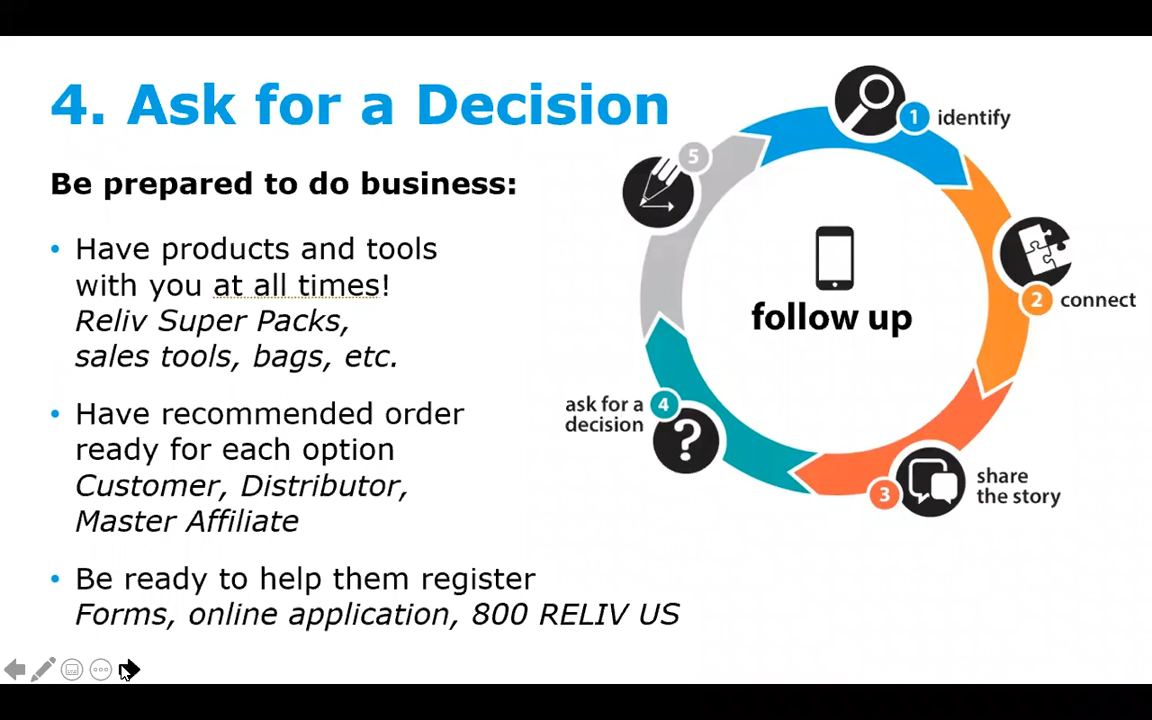 4. Ask for a Decision
Be prepared to do business:
• Have products and tools
with you at all times!
Reliv Super Packs,
sales tools, bags, etc.
• Have recommended order
ready for each option
Customer, Distributor,
Master Affiliate
• Be ready to help them register
Forms, online application, 800 RELIV US
1 identify
2 connect
3 share
the story
4 ask for a
decision
5
follow up